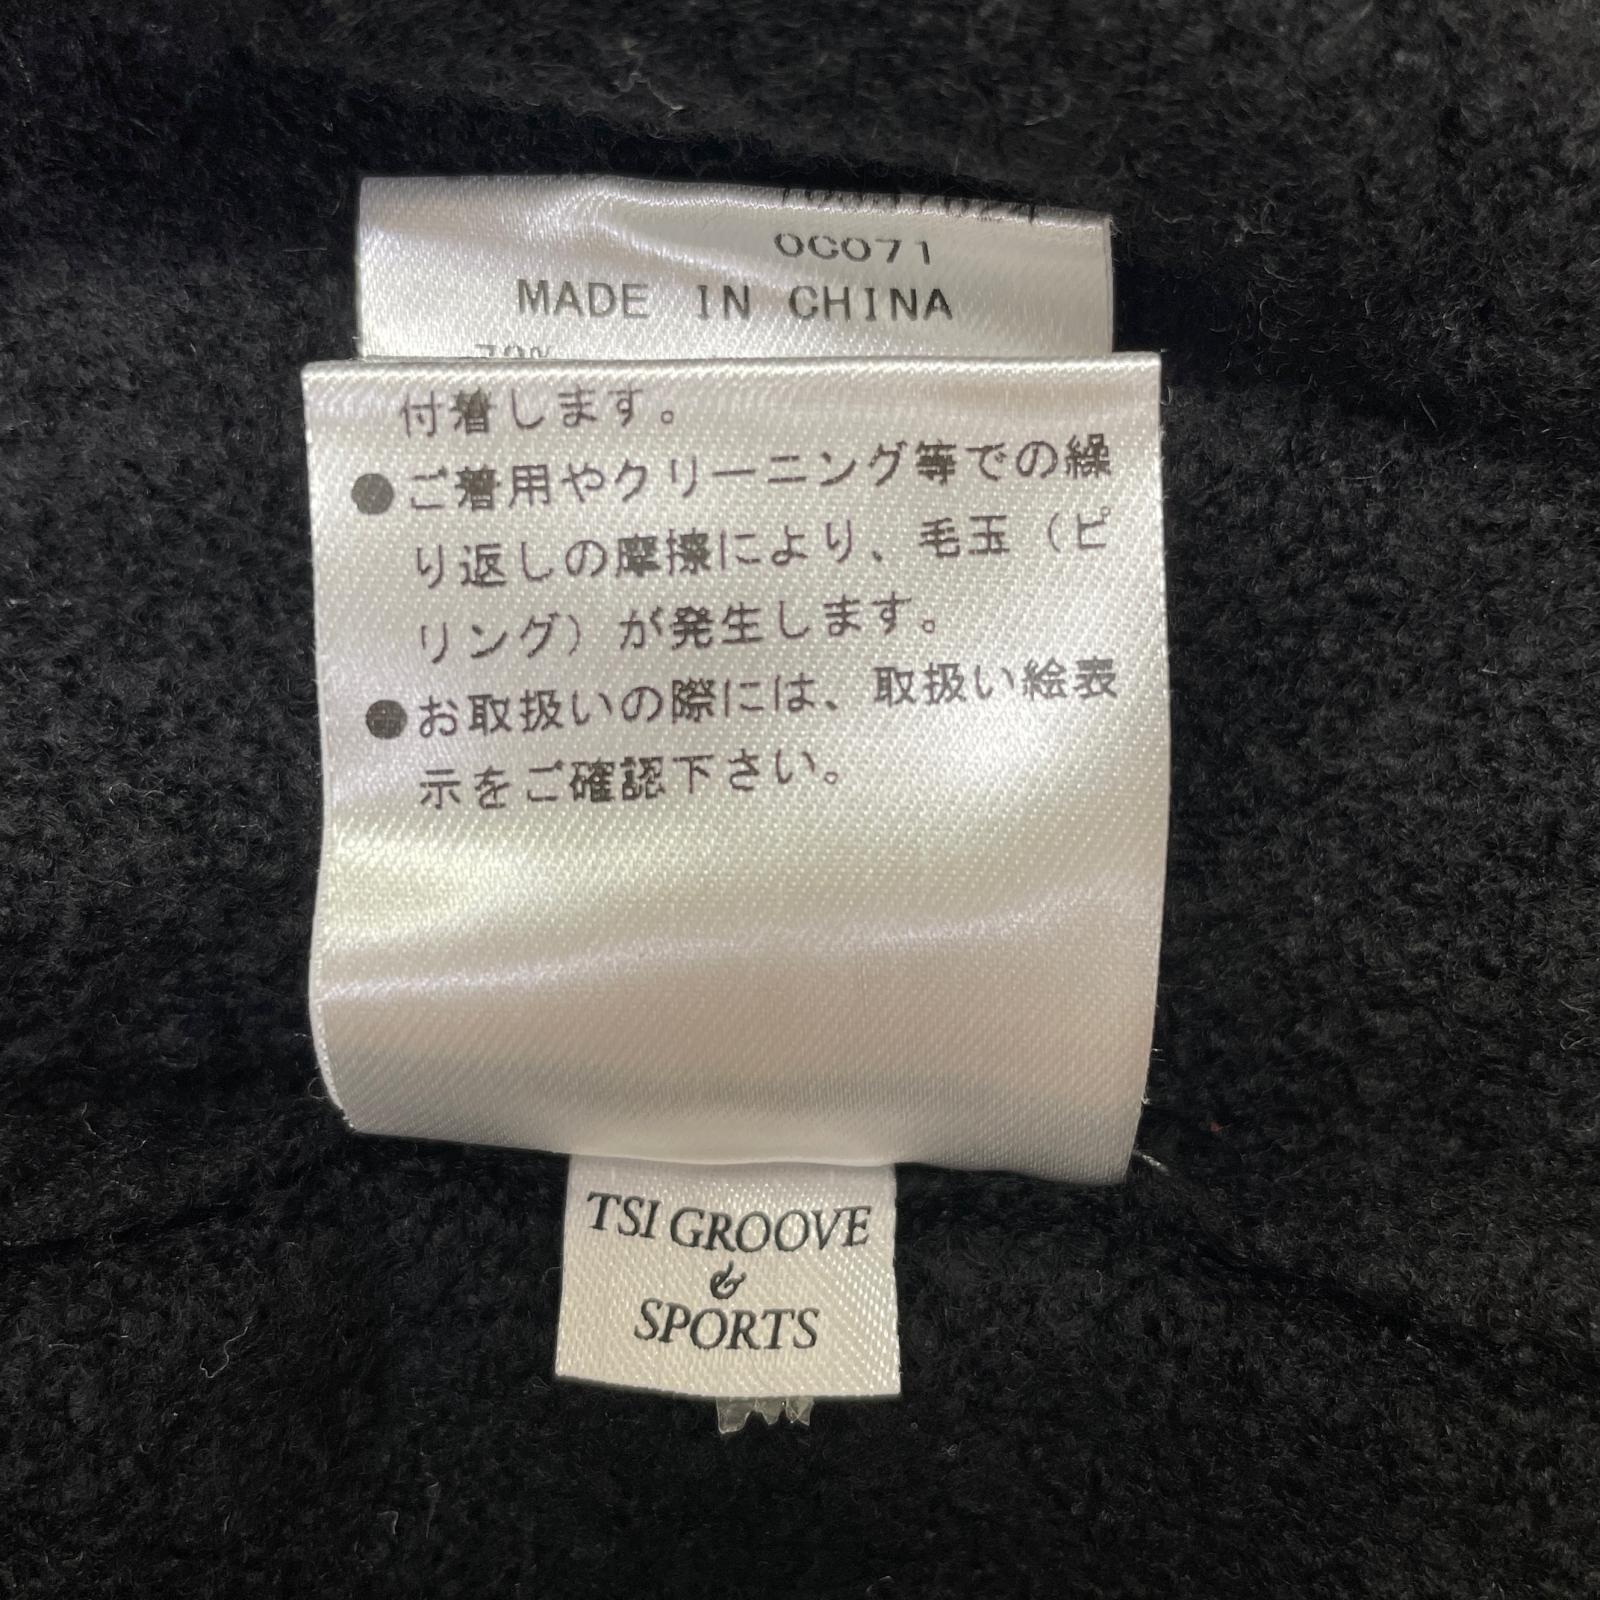 0C071
MADE IN CHINA
付着します。
●ご着用やクリーニング等での繰
り返しの摩擦により、毛玉（ピ
リング）が発生します。
●お取扱いの際には、取扱い絵表
示をご確認下さい。
TSI GROOVE
&
SPORTS